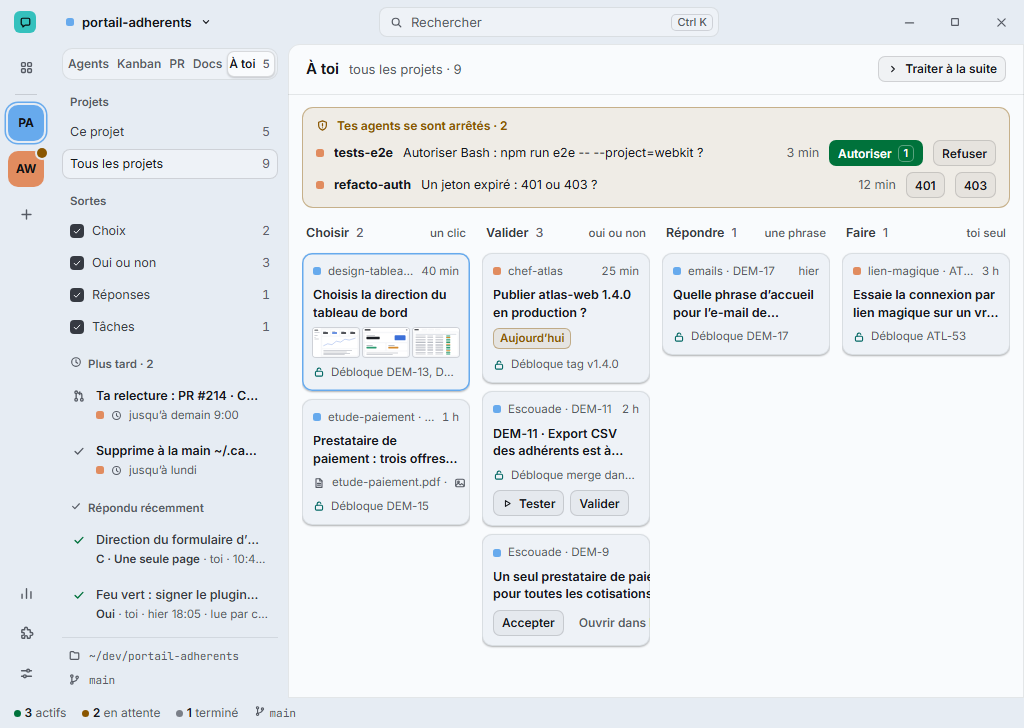 portail-adherents
Rechercher
Ctrl K
Agents Kanban PR Docs À toi 5
PA
AW
Projets
Ce projet 5
Tous les projets 9
Sortes
Choix 2
Oui ou non 3
Réponses 1
Tâches 1
Plus tard · 2
Ta relecture : PR #214 · C…
jusqu’à demain 9:00
Supprime à la main ~/.ca…
jusqu’à lundi
Répondu récemment
Direction du formulaire d’…
C · Une seule page · toi · 10:4…
Feu vert : signer le plugin…
Oui · toi · hier 18:05 · lue par c…
~/dev/portail-adherents
main
À toi tous les projets · 9
Traiter à la suite
Tes agents se sont arrêtés · 2
tests-e2e Autoriser Bash : npm run e2e -- --project=webkit ? 3 min Autoriser 1 Refuser
refacto-auth Un jeton expiré : 401 ou 403 ? 12 min 401 403
Choisir 2 un clic
design-tablea… 40 min
Choisis la direction du
tableau de bord
Débloque DEM-13, D…
etude-paiement · … 1 h
Prestataire de
paiement : trois offres…
etude-paiement.pdf ·
Débloque DEM-15
Valider 3 oui ou non
chef-atlas 25 min
Publier atlas-web 1.4.0
en production ?
Aujourd’hui
Débloque tag v1.4.0
Escouade · DEM-11 2 h
DEM-11 · Export CSV
des adhérents est à…
Débloque merge dan…
Tester Valider
Escouade · DEM-9
Un seul prestataire de paie
pour toutes les cotisations
Accepter Ouvrir dans
Répondre 1 une phrase
emails · DEM-17 hier
Quelle phrase d’accueil
pour l’e-mail de…
Débloque DEM-17
Faire 1 toi seul
lien-magique · AT… 3 h
Essaie la connexion par
lien magique sur un vr…
Débloque ATL-53
3 actifs 2 en attente 1 terminé main